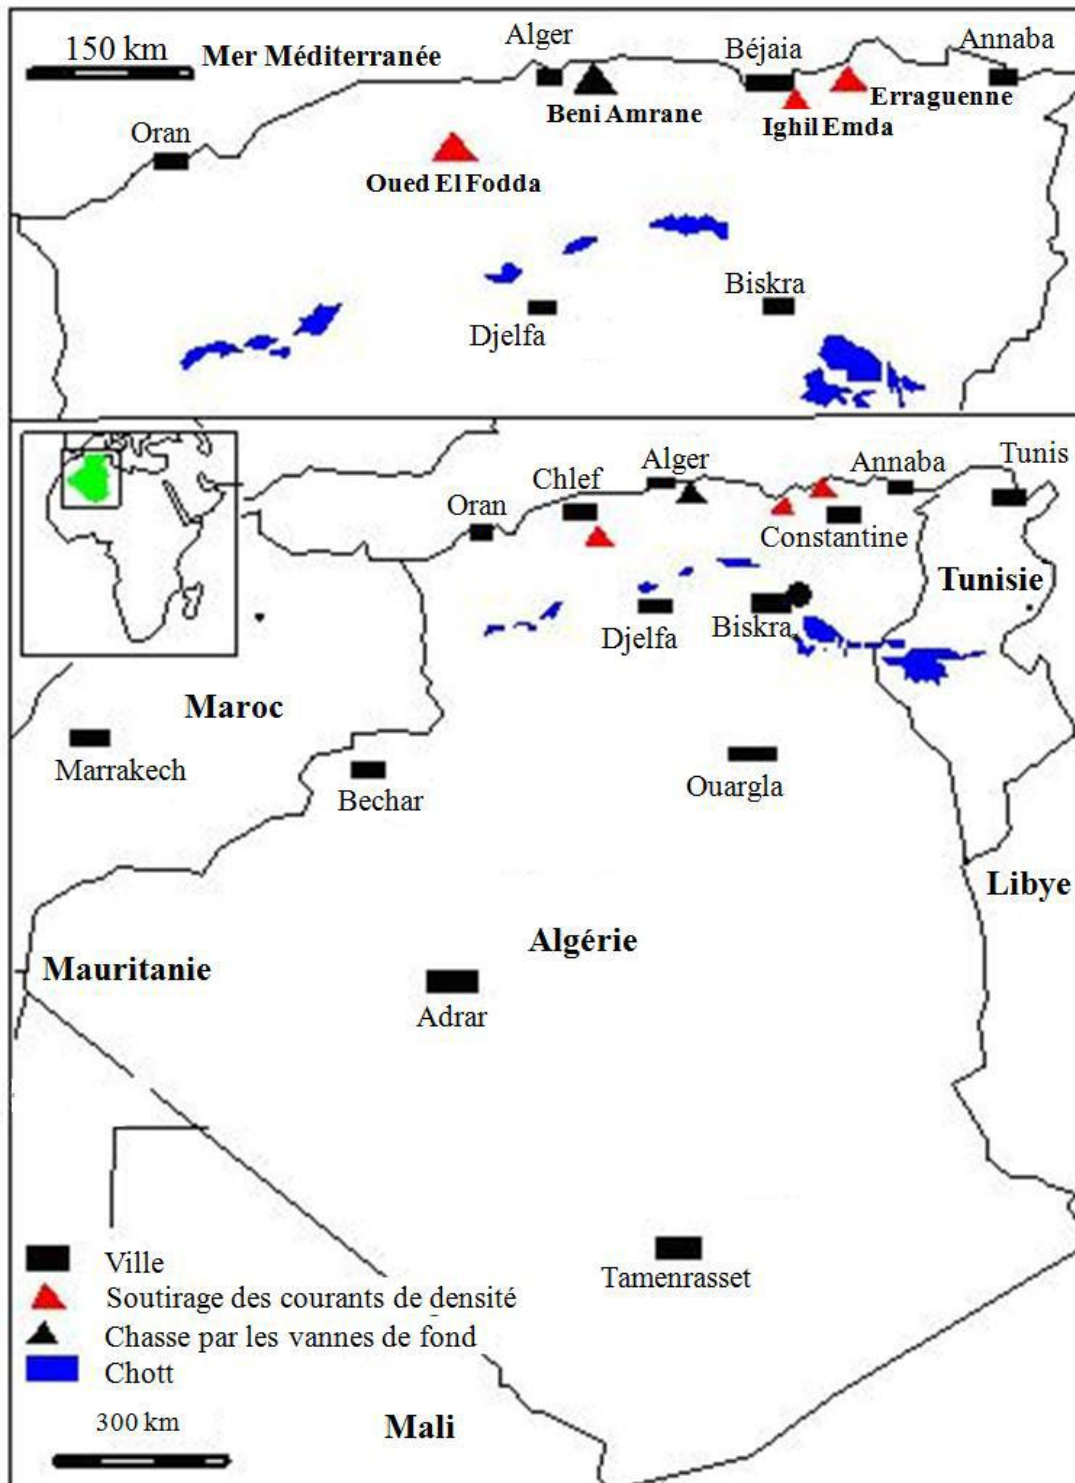 150 km
Mer Méditerranée
Alger
Béjaia
Annaba
Beni Amrane
Erraguenne
Ighil Emda
Oran
Oued El Fodda
Biskra
Djelfa
Chlef
Alger
Annaba
Tunis
Oran
Constantine
Tunisie
Djelfa
Biskra
Maroc
Marrakech
Bechar
Ouargla
Libye
Algérie
Mauritanie
Adrar
Ville
Tamenrasset
Soutirage des courants de densité
Chasse par les vannes de fond
Chott
300 km
Mali